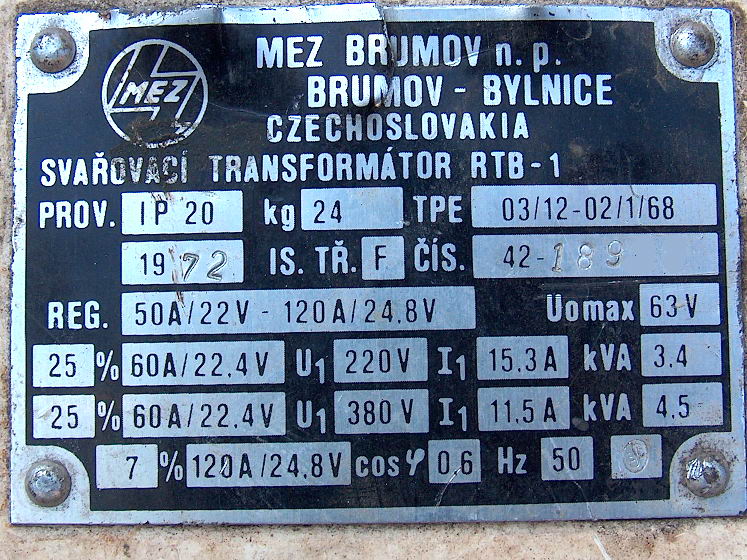 MEZ
MEZ BRUMOV n. p.
BRUMOV - BYLNICE
CZECHOSLOVAKIA
SVAŘOVACÍ TRANSFORMÁTOR RTB-1
PROV. IP 20 kg 24 TPE 03/12-02/1/68
1972 IS. TŘ. F ČÍS. 42-189
REG. 50A/22V - 120A/24.8V Uomax 63V
25 % 60A/22,4V U1 220V I1 15.3A kVA 3.4
25 % 60A/22,4V U1 380V I1 11,5A kVA 4,5
7 % 120A/24,8V cos φ 0,6 Hz 50